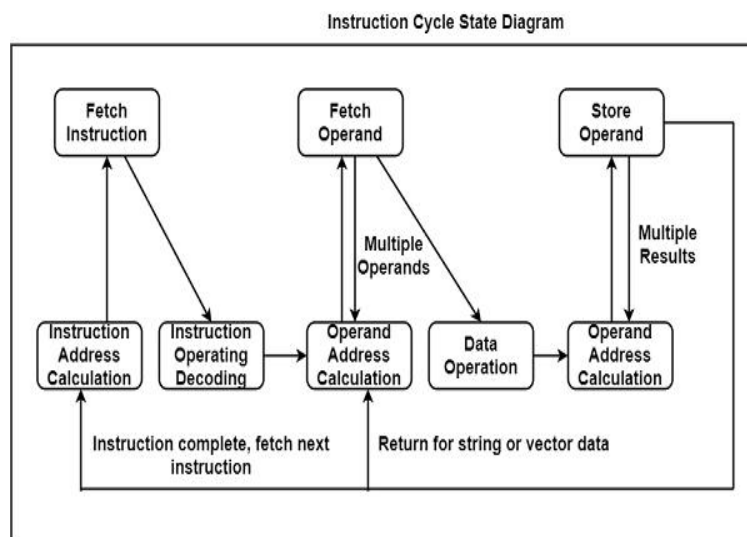 Instruction Cycle State Diagram
Fetch
Instruction
Fetch
Operand
Store
Operand
Multiple
Operands
Multiple
Results
Instruction
Address
Calculation
Instruction
Operating
Decoding
Operand
Address
Calculation
Data
Operation
Operand
Address
Calculation
Instruction complete, fetch next
instruction
Return for string or vector data